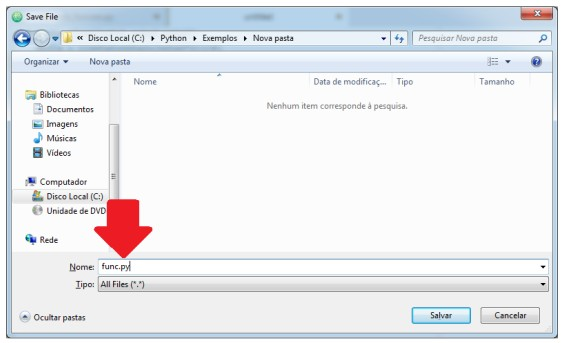 Save File
« Disco Local (C:) ▸ Python ▸ Exemplos ▸ Nova pasta
Pesquisar Nova pasta
Organizar ▾ Nova pasta
Nome Data de modificaç... Tipo Tamanho
Nenhum item corresponde à pesquisa.
Bibliotecas
Documentos
Imagens
Músicas
Vídeos
Computador
Disco Local (C:)
Unidade de DVD
Rede
Nome: func.py
Tipo: All Files (*.*)
Ocultar pastas Salvar Cancelar